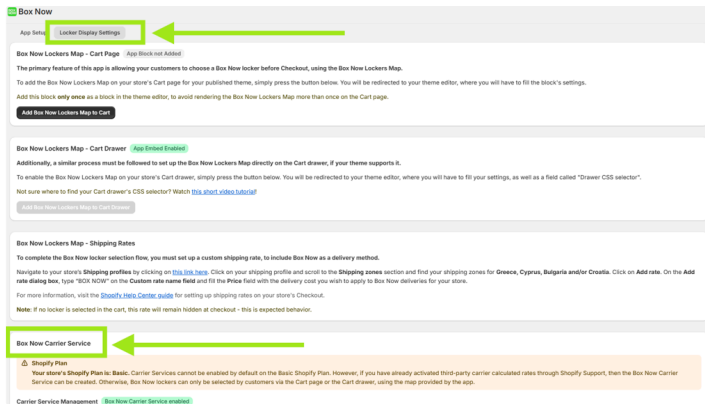 Box Now
App Setup Locker Display Settings
Box Now Lockers Map - Cart Page App Block not Added
The primary feature of this app is allowing your customers to choose a Box Now locker before Checkout, using the Box Now Lockers Map.
To add the Box Now Lockers Map on your store's Cart page for your published theme, simply press the button below. You will be redirected to your theme editor, where you will have to fill the block's settings.
Add this block only once as a block in the theme editor, to avoid rendering the Box Now Lockers Map more than once on the Cart page.
Add Box Now Lockers Map to Cart
Box Now Lockers Map - Cart Drawer App Embed Enabled
Additionally, a similar process must be followed to set up the Box Now Lockers Map directly on the Cart drawer, if your theme supports it.
To enable the Box Now Lockers Map on your store's Cart drawer, simply press the button below. You will be redirected to your theme editor, where you will have to fill your settings, as well as a field called "Drawer CSS selector".
Not sure where to find your Cart drawer's CSS selector? Watch this short video tutorial!
Add Box Now Lockers Map to Cart Drawer
Box Now Lockers Map - Shipping Rates
To complete the Box Now locker selection flow, you must set up a custom shipping rate, to include Box Now as a delivery method.
Navigate to your store's Shipping profiles by clicking on this link here. Click on your shipping profile and scroll to the Shipping zones section and find your shipping zones for Greece, Cyprus, Bulgaria and/or Croatia. Click on Add rate. On the Add
rate dialog box, type "BOX NOW" on the Custom rate name field and fill the Price field with the delivery cost you wish to apply to Box Now deliveries for your store.
For more information, visit the Shopify Help Center guide for setting up shipping rates on your store's Checkout.
Note: If no locker is selected in the cart, this rate will remain hidden at checkout - this is expected behavior.
Box Now Carrier Service
Shopify Plan
Your store's Shopify Plan is: Basic. Carrier Services cannot be enabled by default on the Basic Shopify Plan. However, if you have already activated third-party carrier calculated rates through Shopify Support, then the Box Now Carrier
Service can be created. Otherwise, Box Now lockers can only be selected by customers via the Cart page or the Cart drawer, using the map provided by the app.
Carrier Service Management Box Now Carrier Service enabled